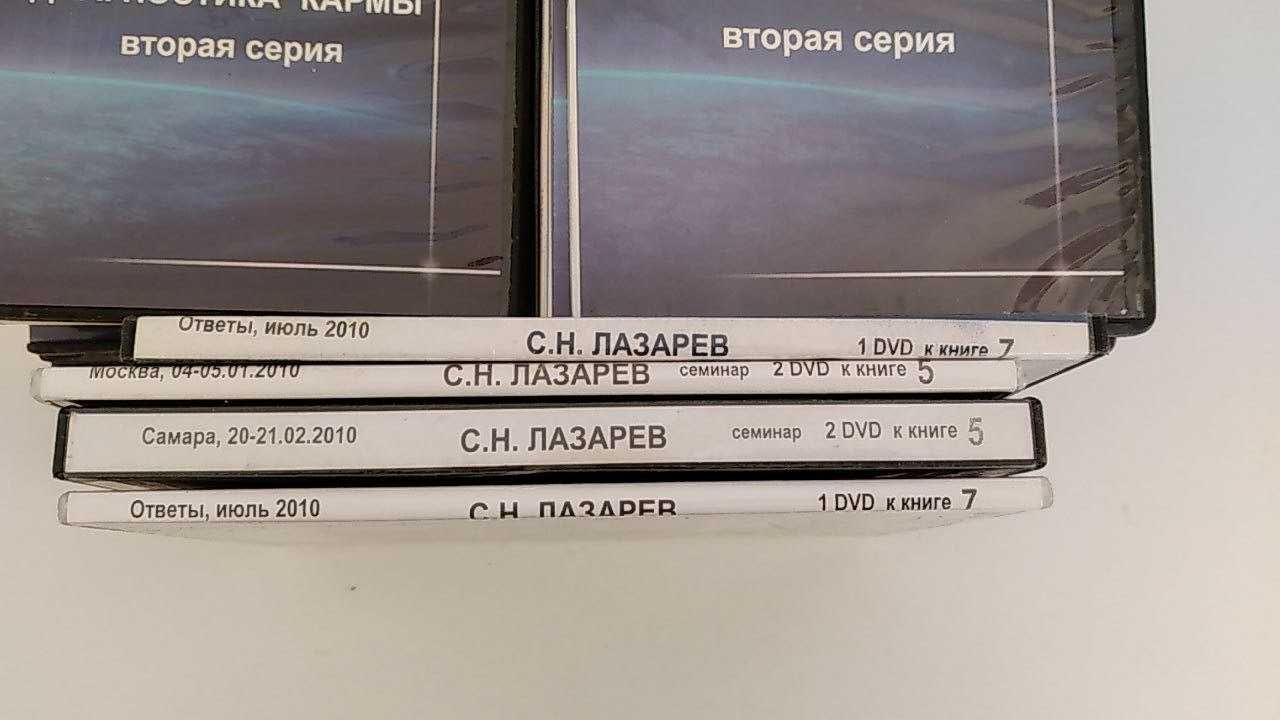 ДИАГНОСТИКА КАРМЫ
вторая серия
вторая серия
Ответы, июль 2010 С.Н. ЛАЗАРЕВ 1 DVD к книге 7
Москва, 04-05.01.2010 С.Н. ЛАЗАРЕВ семинар 2 DVD к книге 5
Самара, 20-21.02.2010 С.Н. ЛАЗАРЕВ семинар 2 DVD к книге 5
Ответы, июль 2010 С.Н. ЛАЗАРЕВ 1 DVD к книге 7